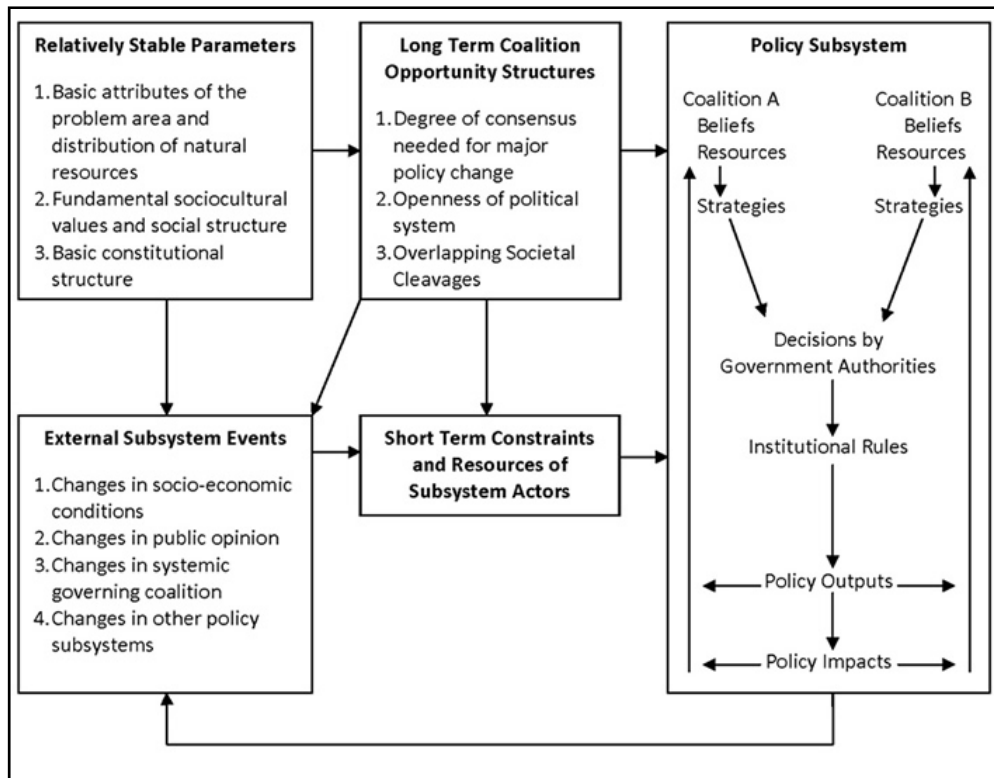 Relatively Stable Parameters
1. Basic attributes of the
problem area and
distribution of natural
resources
2. Fundamental sociocultural
values and social structure
3. Basic constitutional
structure
Long Term Coalition
Opportunity Structures
1. Degree of consensus
needed for major
policy change
2. Openness of political
system
3. Overlapping Societal
Cleavages
Policy Subsystem
Coalition A
Beliefs
Resources
Strategies
Coalition B
Beliefs
Resources
Strategies
Decisions by
Government Authorities
Institutional Rules
Policy Outputs
Policy Impacts
External Subsystem Events
1. Changes in socio-economic
conditions
2. Changes in public opinion
3. Changes in systemic
governing coalition
4. Changes in other policy
subsystems
Short Term Constraints
and Resources of
Subsystem Actors